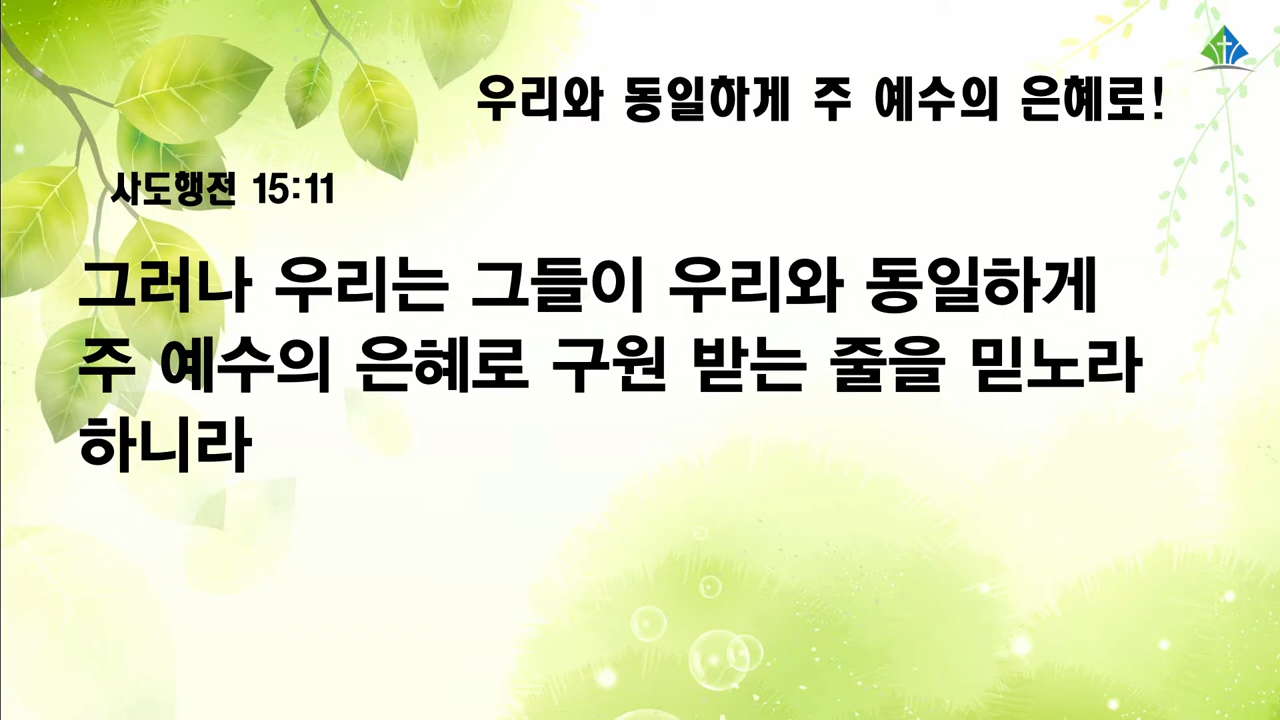 우리와 동일하게 주 예수의 은혜로!
사도행전 15:11
그러나 우리는 그들이 우리와 동일하게
주 예수의 은혜로 구원 받는 줄을 믿노라
하니라